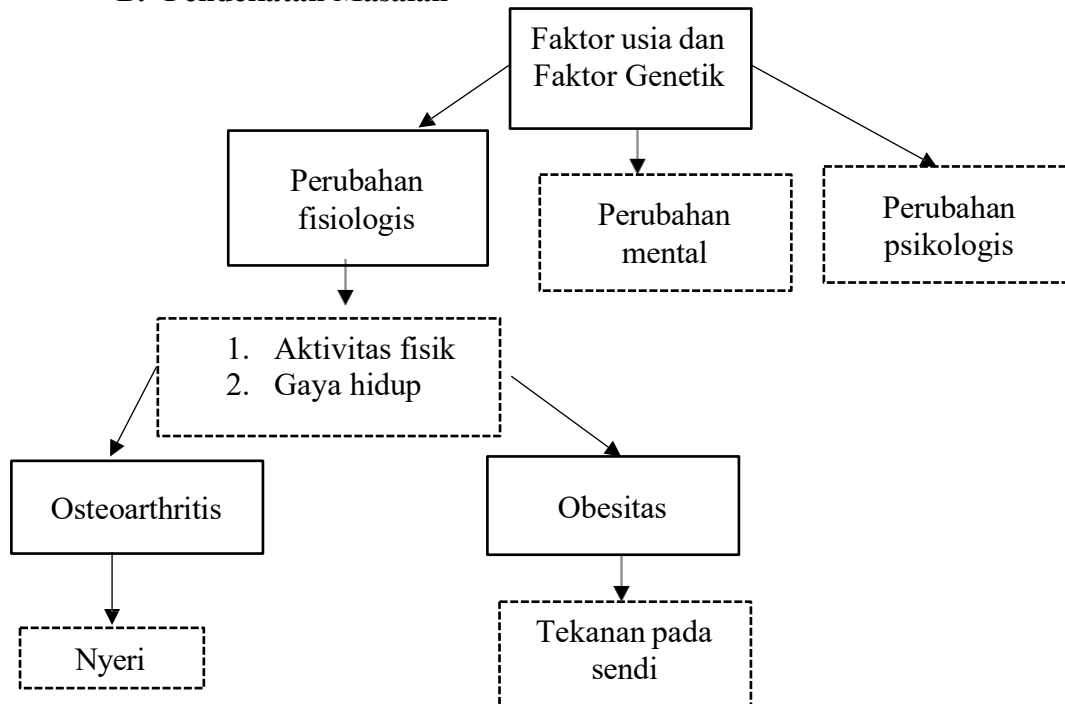 Faktor usia dan
Faktor Genetik
Perubahan
fisiologis
Perubahan
mental
Perubahan
psikologis
1. Aktivitas fisik
2. Gaya hidup
Osteoarthritis
Obesitas
Nyeri
Tekanan pada
sendi